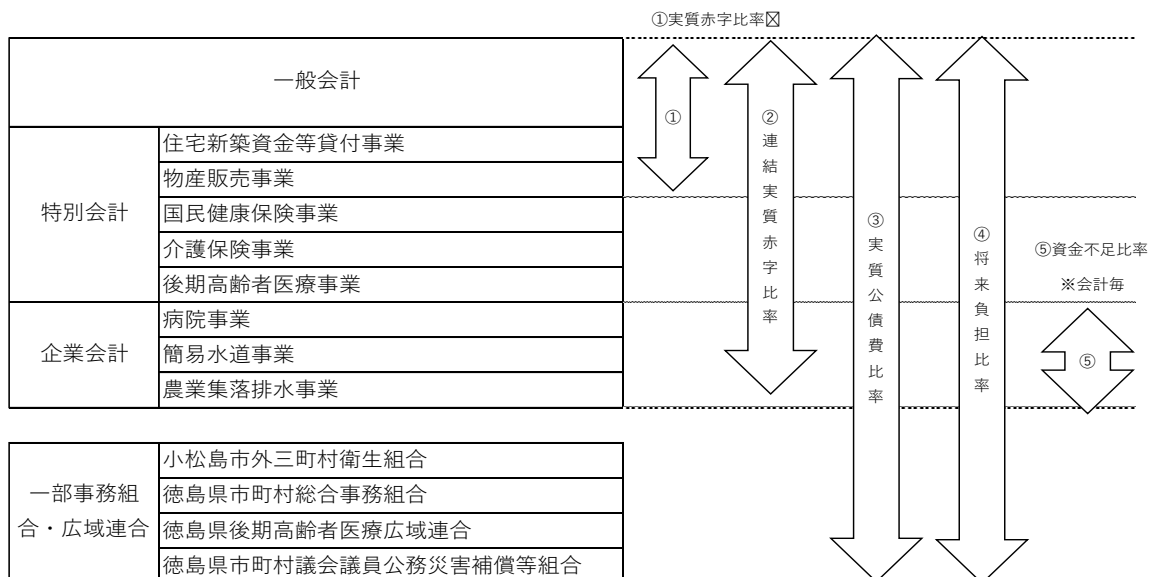 ①実質赤字比率
一般会計
特別会計
住宅新築資金等貸付事業
物産販売事業
国民健康保険事業
介護保険事業
後期高齢者医療事業
企業会計
病院事業
簡易水道事業
農業集落排水事業
一部事務組
合・広域連合
小松島市外三町村衛生組合
徳島県市町村総合事務組合
徳島県後期高齢者医療広域連合
徳島県市町村議会議員公務災害補償等組合
①
②連結実質赤字比率
③実質公債費比率
④将来負担比率
⑤資金不足比率
※会計毎
⑤